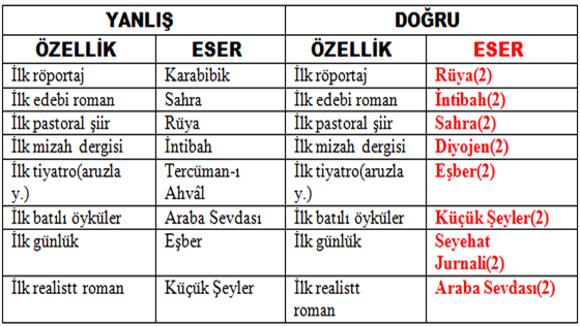 YANLIŞ DOĞRU
ÖZELLİK ESER ÖZELLİK ESER
İlk röportaj Karabibik İlk röportaj Rüya(2)
İlk edebi roman Sahra İlk edebi roman İntibah(2)
İlk pastoral şiir Rüya İlk pastoral şiir Sahra(2)
İlk mizah dergisi İntibah İlk mizah dergisi Diyojen(2)
İlk tiyatro(aruzla Tercüman-ı İlk tiyatro(aruzla Eşber(2)
y.) Ahvâl y.)
İlk batılı öyküler Araba Sevdası İlk batılı öyküler Küçük Şeyler(2)
İlk günlük Eşber İlk günlük Seyehat
Jurnali(2)
İlk realistt roman Küçük Şeyler İlk realistt Araba Sevdası(2)
roman